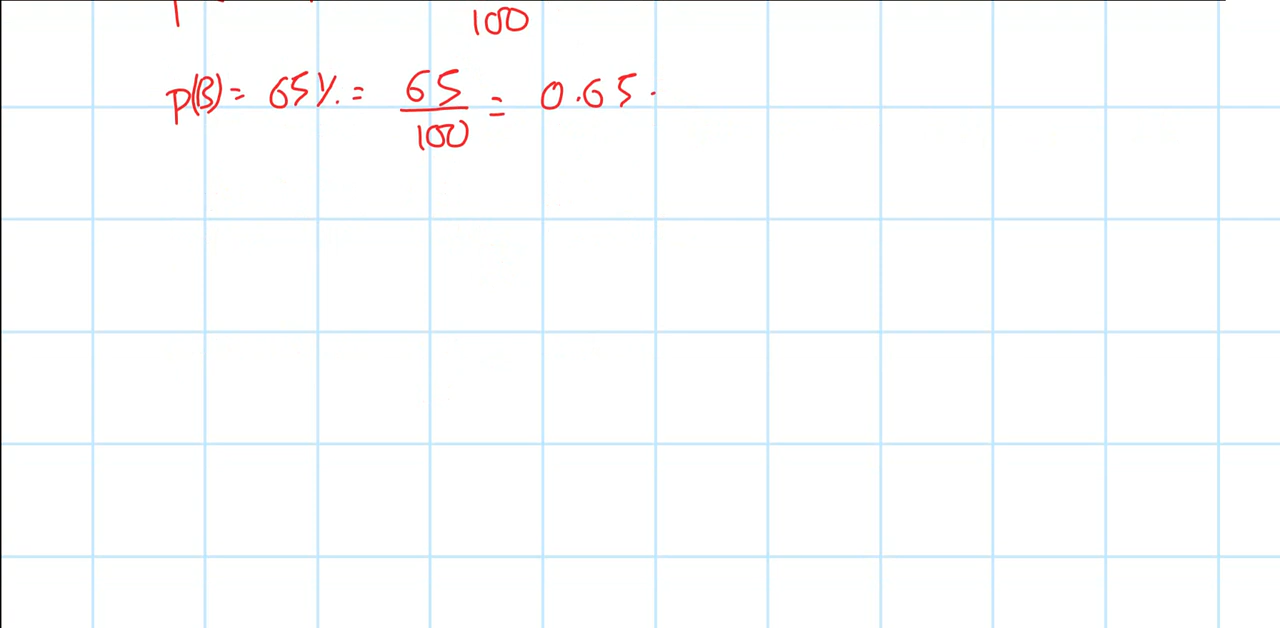 100
P(B) = 65% = 65/100 = 0.65.